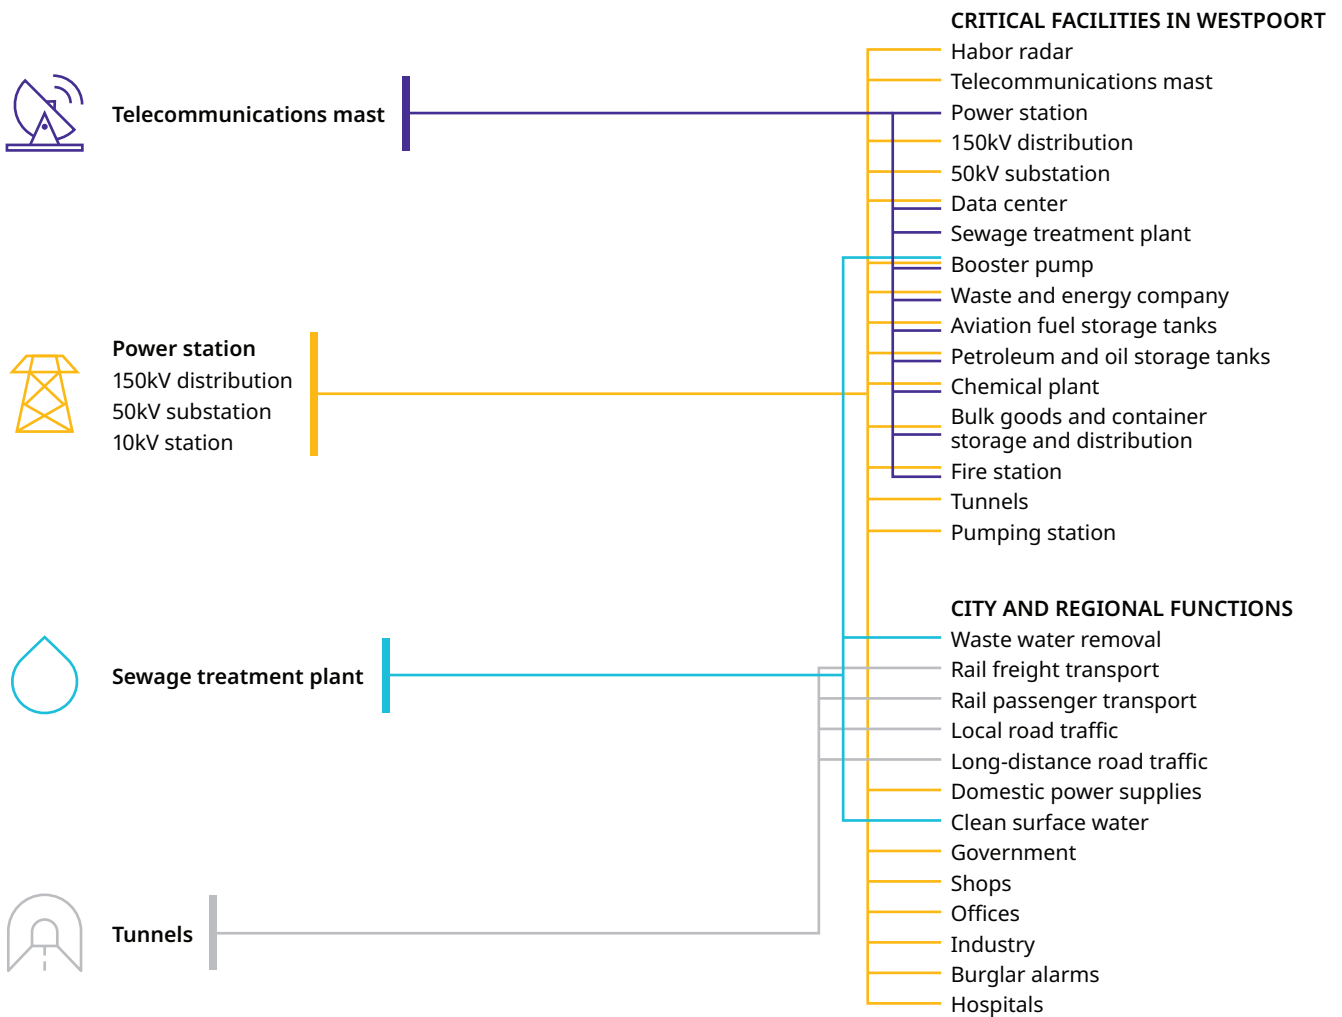 Telecommunications mast
Power station
150kV distribution
50kV substation
10kV station
Sewage treatment plant
Tunnels
CRITICAL FACILITIES IN WESTPOORT
Habor radar
Telecommunications mast
Power station
150kV distribution
50kV substation
Data center
Sewage treatment plant
Booster pump
Waste and energy company
Aviation fuel storage tanks
Petroleum and oil storage tanks
Chemical plant
Bulk goods and container
storage and distribution
Fire station
Tunnels
Pumping station
CITY AND REGIONAL FUNCTIONS
Waste water removal
Rail freight transport
Rail passenger transport
Local road traffic
Long-distance road traffic
Domestic power supplies
Clean surface water
Government
Shops
Offices
Industry
Burglar alarms
Hospitals